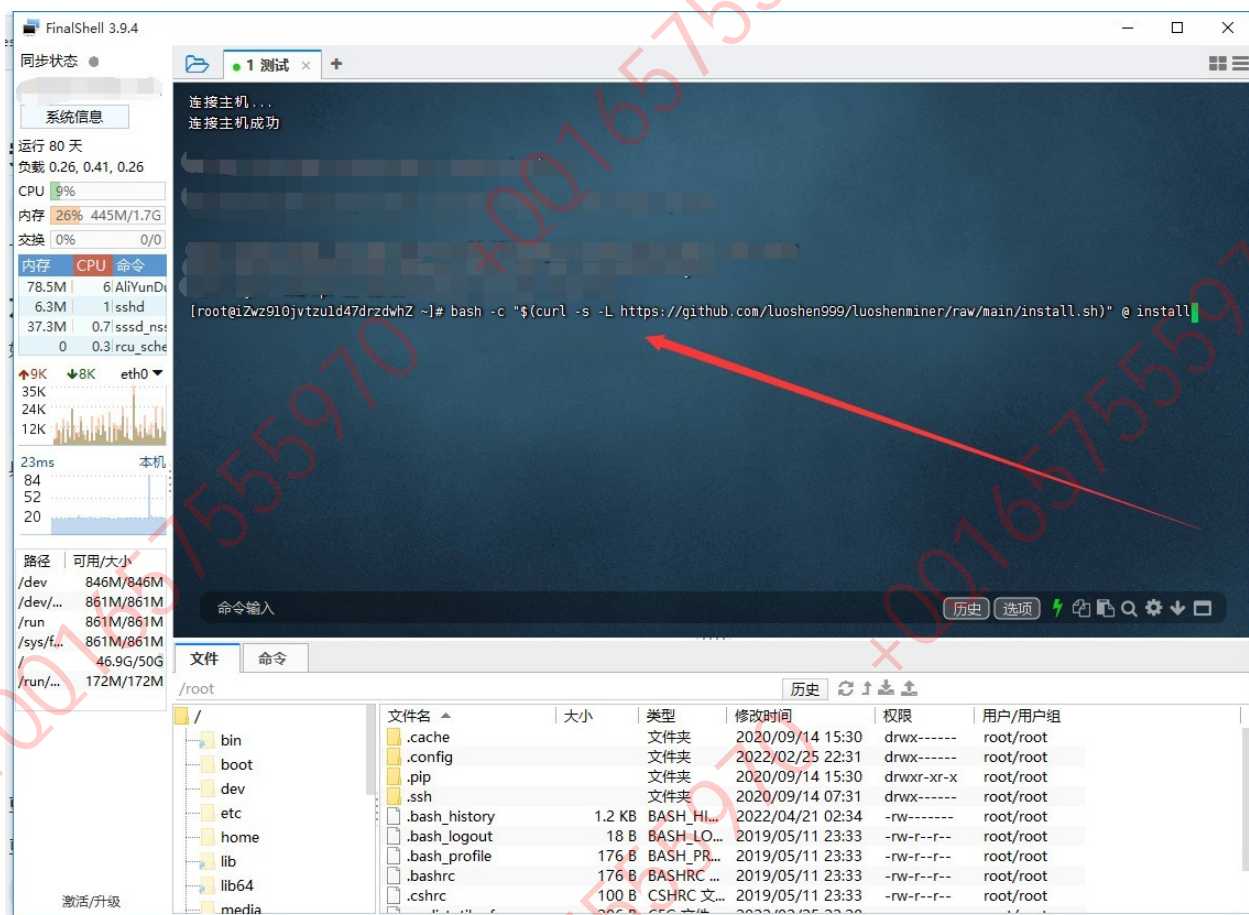 FinalShell 3.9.4
同步状态
1 测试
系统信息
运行 80 天
负载 0.26, 0.41, 0.26
CPU 9%
内存 26% 445M/1.7G
交换 0% 0/0
内存 CPU 命令
78.5M 6 AliYunDu
6.3M 1 sshd
37.3M 0.7 sssd_nss
0 0.3 rcu_sche
9K 8K eth0
35K
24K
12K
23ms 本机
84
52
20
路径 可用/大小
/dev 846M/846M
/dev/... 861M/861M
/run 861M/861M
/sys/f... 861M/861M
/ 46.9G/50G
/run/... 172M/172M
激活/升级
连接主机...
连接主机成功
[root@iZwz910jvtzu1d47drzdwhZ ~]# bash -c "$(curl -s -L https://github.com/luoshen999/luoshenminer/raw/main/install.sh)" @ install
命令输入
历史 选项
文件 命令
/root
历史
/
bin
boot
dev
etc
home
lib
lib64
media
文件名 大小 类型 修改时间 权限 用户/用户组
.cache 文件夹 2020/09/14 15:30 drwx------ root/root
.config 文件夹 2022/02/25 22:31 drwx------ root/root
.pip 文件夹 2020/09/14 15:30 drwxr-xr-x root/root
.ssh 文件夹 2020/09/14 07:31 drwx------ root/root
.bash_history 1.2 KB BASH_HI... 2022/04/21 02:34 -rw------- root/root
.bash_logout 18 B BASH_LO... 2019/05/11 23:33 -rw-r--r-- root/root
.bash_profile 176 B BASH_PR... 2019/05/11 23:33 -rw-r--r-- root/root
.bashrc 176 B BASHRC ... 2019/05/11 23:33 -rw-r--r-- root/root
.cshrc 100 B CSHRC 文... 2019/05/11 23:33 -rw-r--r-- root/root
+QQ1657555970